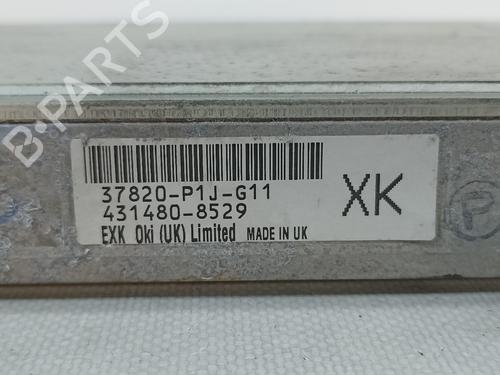 B-PARTS
37820-P1J-G11
XK
431480-8529
EXK Oki (UK) Limited MADE IN UK
P